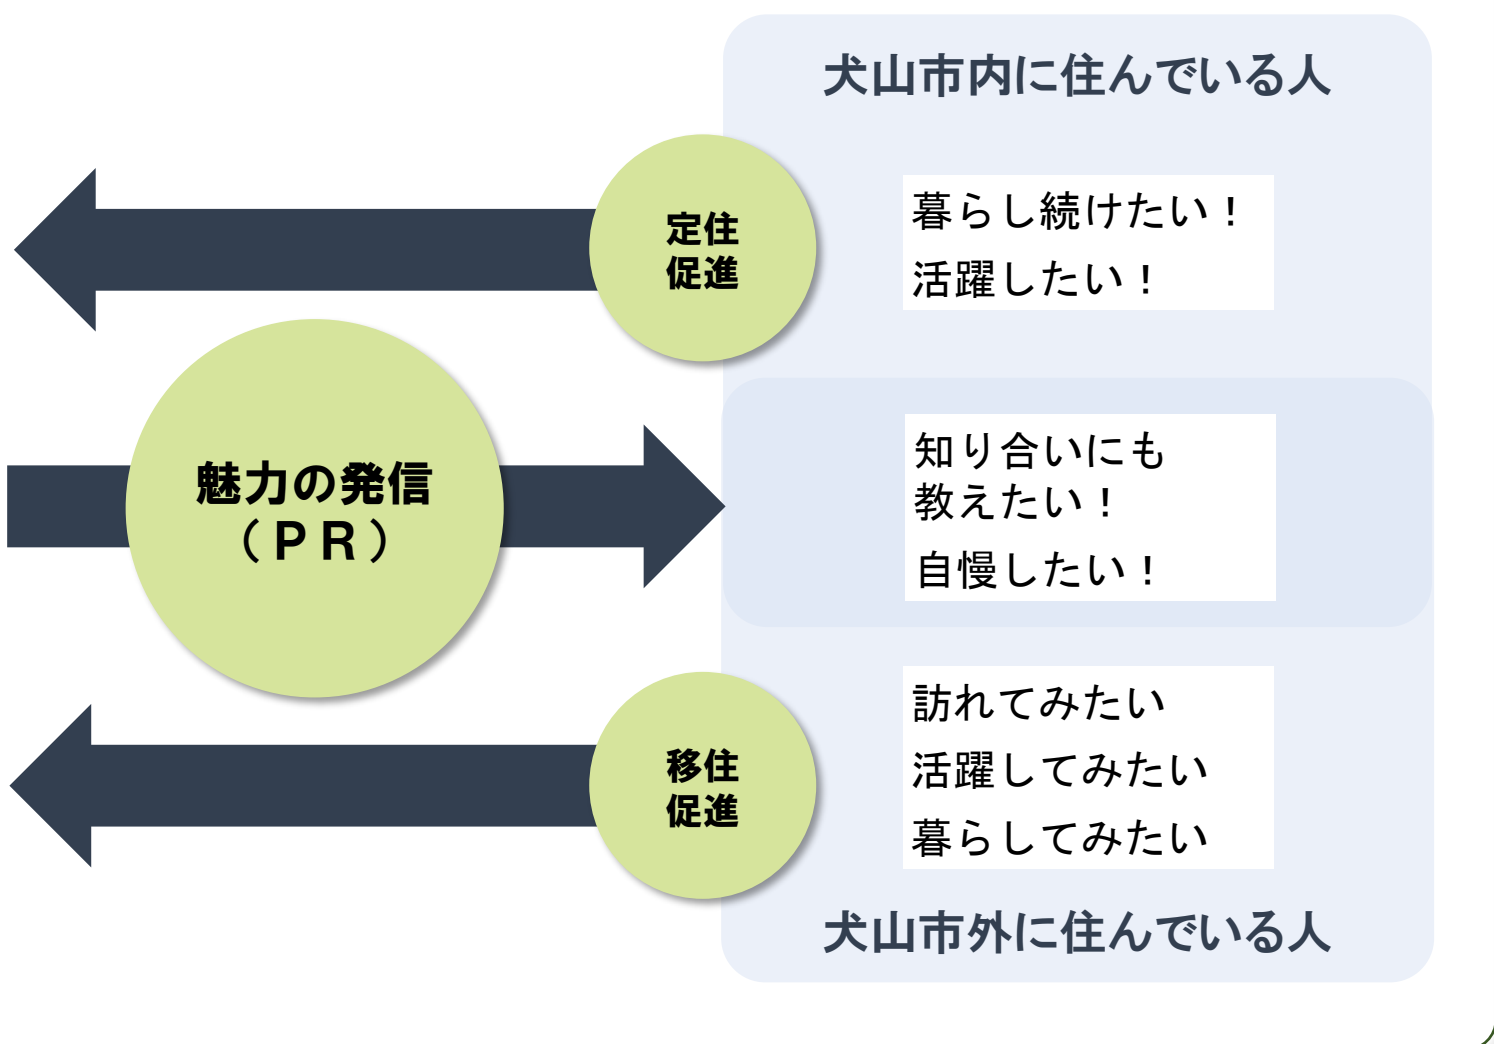 犬山市内に住んでいる人
定住
促進
暮らし続けたい！
活躍したい！
魅力の発信
（ＰＲ）
知り合いにも
教えたい！
自慢したい！
移住
促進
訪れてみたい
活躍してみたい
暮らしてみたい
犬山市外に住んでいる人